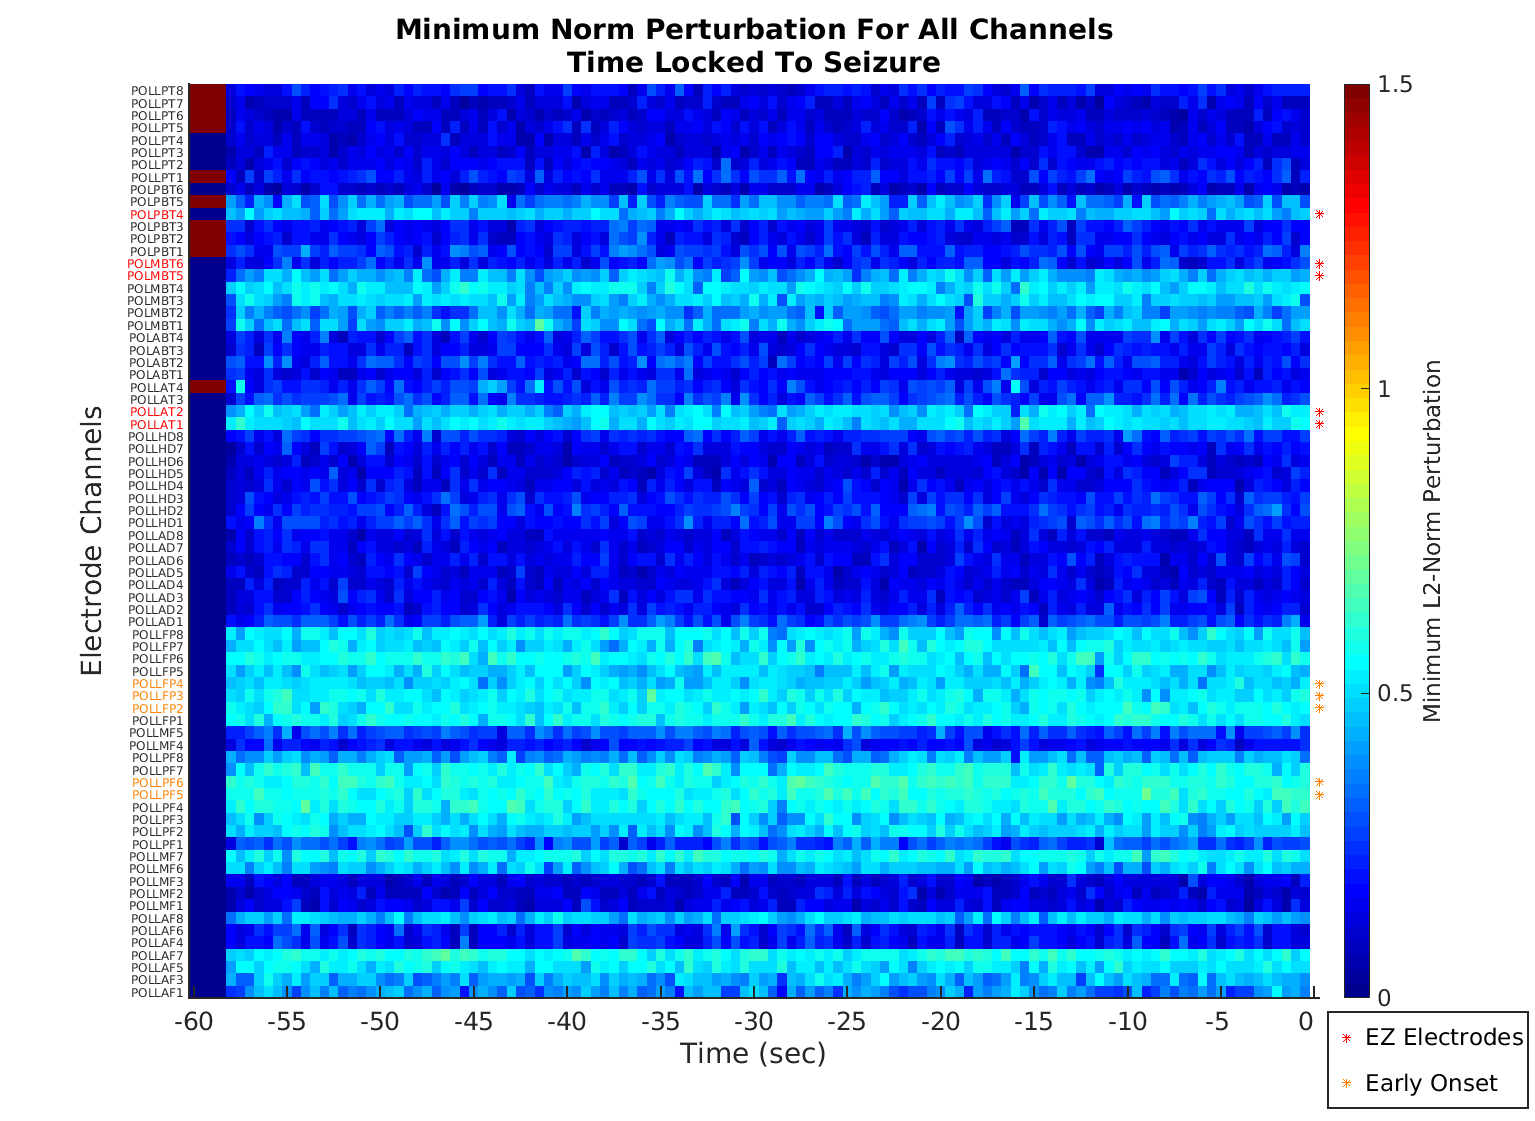 Minimum Norm Perturbation For All Channels
Time Locked To Seizure
POLLPT8
POLLPT7
POLLPT6
POLLPT5
POLLPT4
POLLPT3
POLLPT2
POLLPT1
POLPBT6
POLPBT5
POLPBT4
POLPBT3
POLPBT2
POLPBT1
POLMBT6
POLMBT5
POLMBT4
POLMBT3
POLMBT2
POLMBT1
POLABT4
POLABT3
POLABT2
POLABT1
POLLAT4
POLLAT3
POLLAT2
POLLAT1
POLLHD8
POLLHD7
POLLHD6
POLLHD5
POLLHD4
POLLHD3
POLLHD2
POLLHD1
POLLAD8
POLLAD7
POLLAD6
POLLAD5
POLLAD4
POLLAD3
POLLAD2
POLLAD1
POLLFP8
POLLFP7
POLLFP6
POLLFP5
POLLFP4
POLLFP3
POLLFP2
POLLFP1
POLLMF5
POLLMF4
POLLPF8
POLLPF7
POLLPF6
POLLPF5
POLLPF4
POLLPF3
POLLPF2
POLLPF1
POLLMF7
POLLMF6
POLLMF3
POLLMF2
POLLMF1
POLLAF8
POLLAF6
POLLAF4
POLLAF7
POLLAF5
POLLAF3
POLLAF1
Electrode Channels
-60 -55 -50 -45 -40 -35 -30 -25 -20 -15 -10 -5 0
Time (sec)
1.5
1
0.5
0
Minimum L2-Norm Perturbation
EZ Electrodes
Early Onset